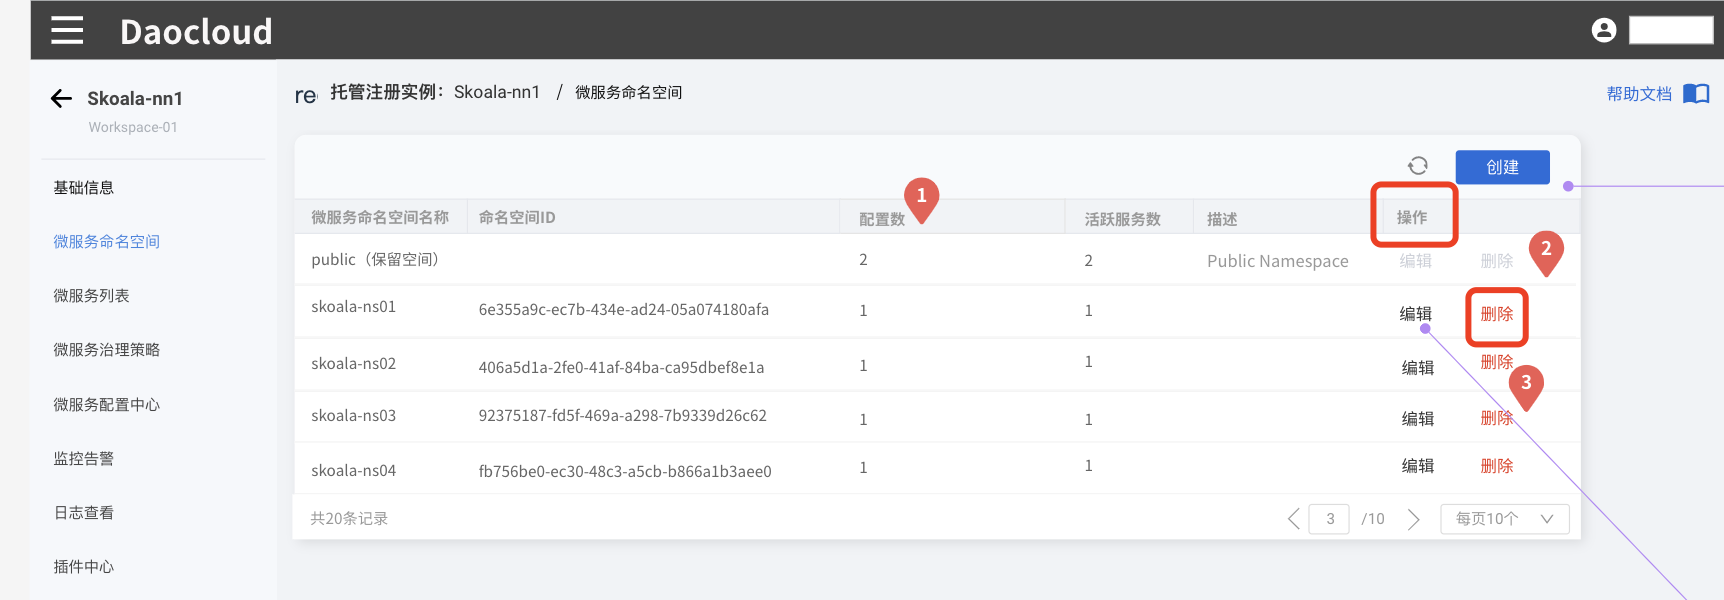 Daocloud
Skoala-nn1
Workspace-01
re 托管注册实例：Skoala-nn1 / 微服务命名空间
帮助文档
基础信息
微服务命名空间
微服务列表
微服务治理策略
微服务配置中心
监控告警
日志查看
插件中心
创建
1
微服务命名空间名称 命名空间ID 配置数 活跃服务数 描述 操作
2
public（保留空间） 2 2 Public Namespace 编辑 删除
skoala-ns01 6e355a9c-ec7b-434e-ad24-05a074180afa 1 1 编辑 删除
skoala-ns02 406a5d1a-2fe0-41af-84ba-ca95dbef8e1a 1 1 编辑 删除
3
skoala-ns03 92375187-fd5f-469a-a298-7b9339d26c62 1 1 编辑 删除
skoala-ns04 fb756be0-ec30-48c3-a5cb-b866a1b3aee0 1 1 编辑 删除
共20条记录 3 /10 每页10个